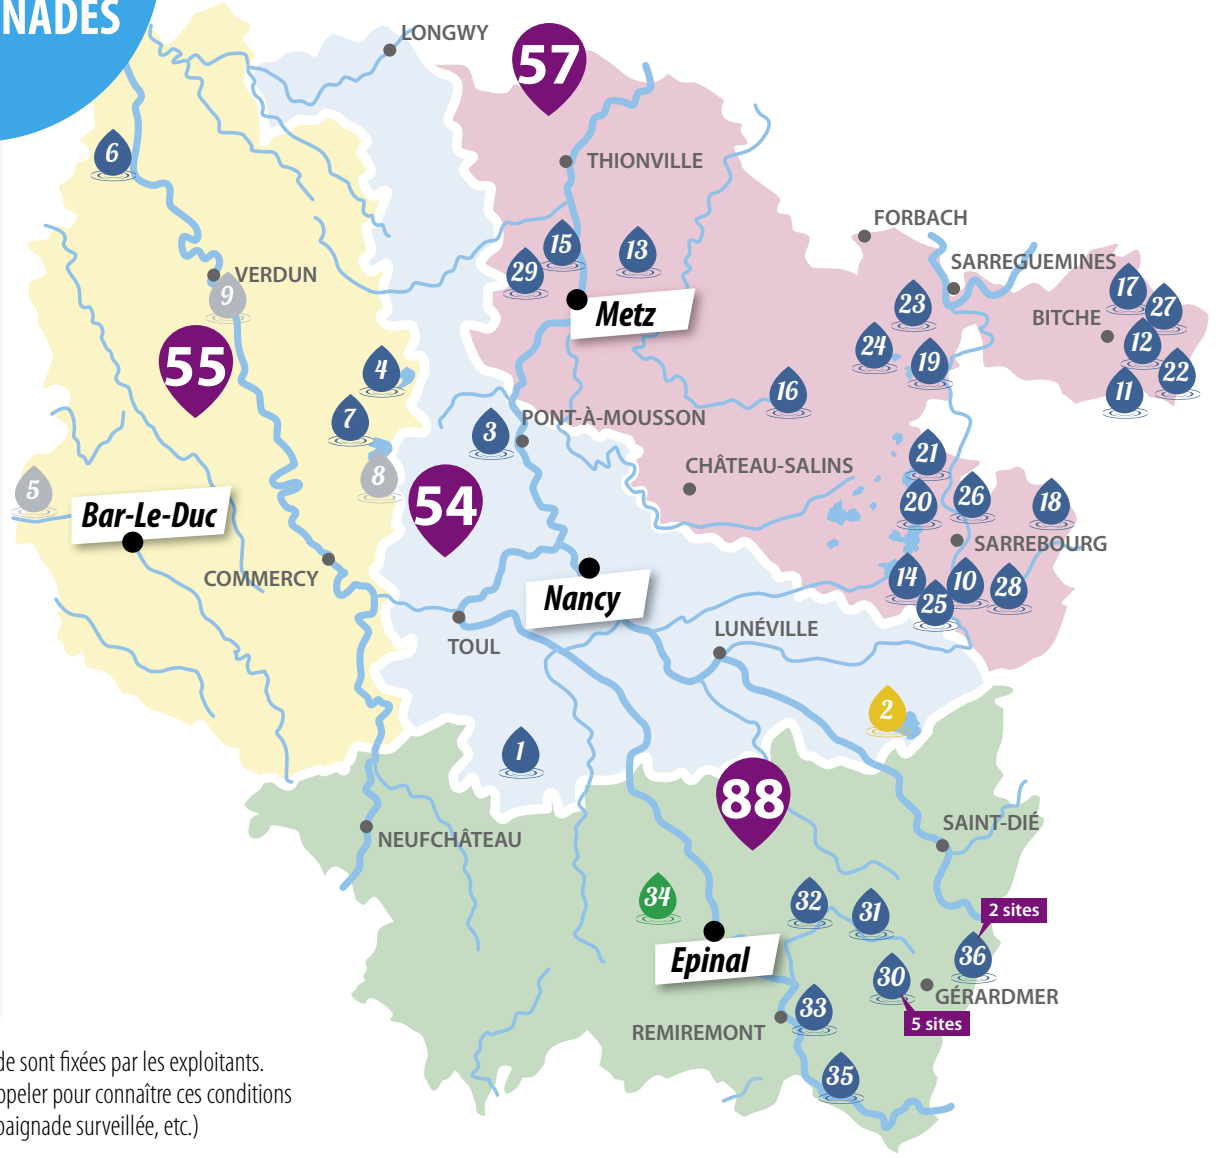 NADES
LONGWY
57
6
THIONVILLE
FORBACH
15
13
SARREGUEMINES
29
VERDUN
17
9
23
27
Metz
BITCHE
12
24
19
55
4
22
16
11
7
3
PONT-À-MOUSSON
21
CHÂTEAU-SALINS
8
5
26
54
20
18
Bar-Le-Duc
SARREBOURG
COMMERCY
14
10
28
Nancy
25
LUNÉVILLE
TOUL
2
1
88
SAINT-DIÉ
NEUFCHÂTEAU
34
32
31
2 sites
36
Epinal
30
GÉRARDMER
33
5 sites
REMIREMONT
35
de sont fixées par les exploitants.
ppeler pour connaître ces conditions
baignade surveillée, etc.)